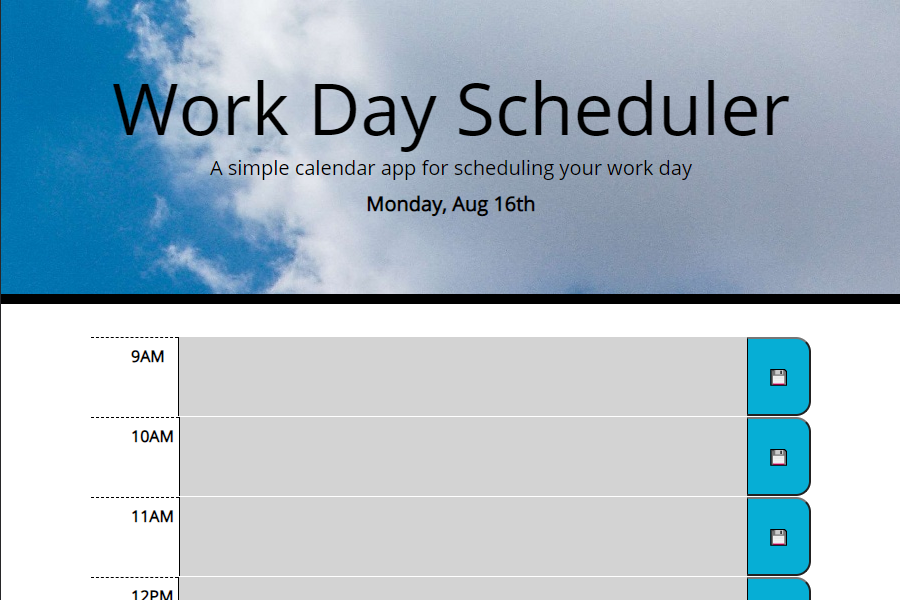 Work Day Scheduler
A simple calendar app for scheduling your work day
Monday, Aug 16th
9AM
10AM
11AM
12PM